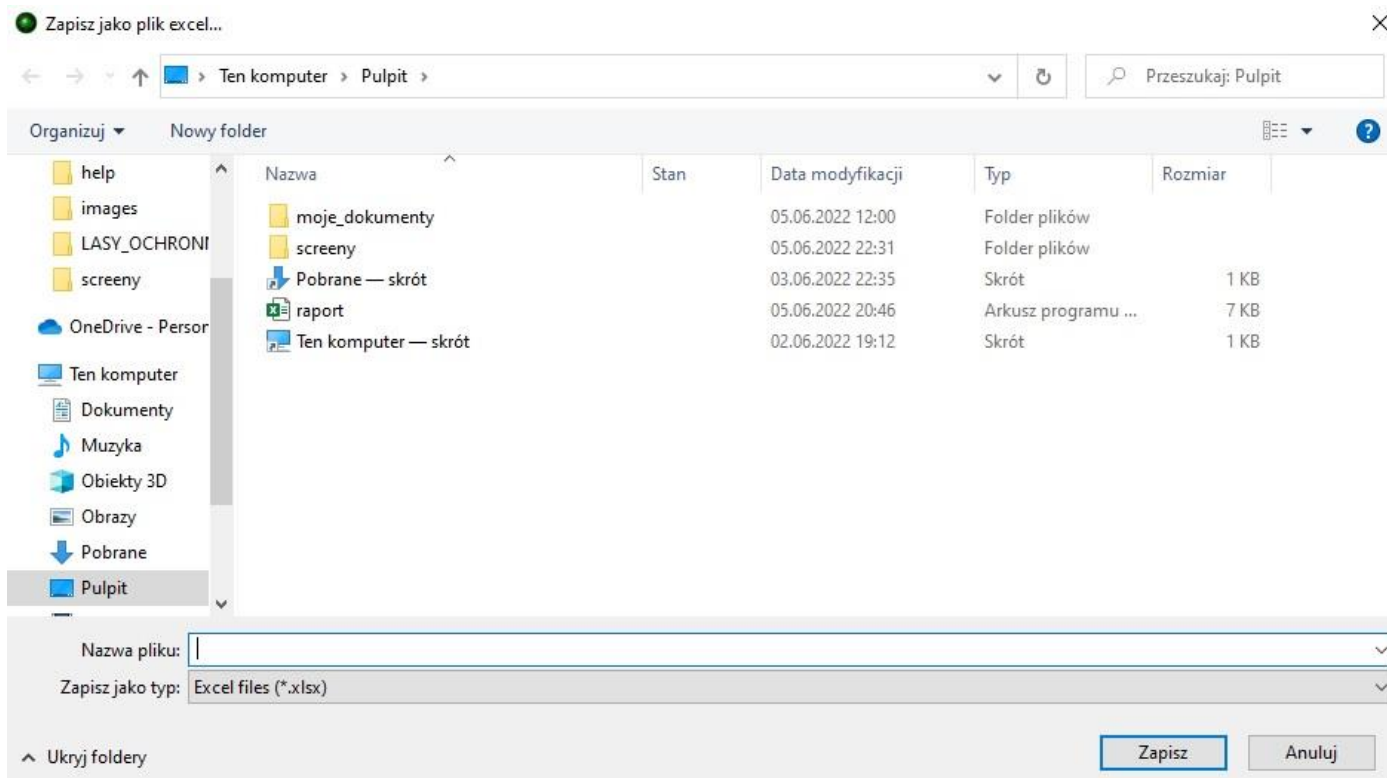 Zapisz jako plik excel...
Ten komputer > Pulpit >
Przeszukaj: Pulpit
Organizuj
Nowy folder
help
images
LASY_OCHRONN
screeny
OneDrive - Person
Ten komputer
Dokumenty
Muzyka
Obiekty 3D
Obrazy
Pobrane
Pulpit
Nazwa Stan Data modyfikacji Typ Rozmiar
moje_dokumenty 05.06.2022 12:00 Folder plików
screeny 05.06.2022 22:31 Folder plików
Pobrane — skrót 03.06.2022 22:35 Skrót 1 KB
raport 05.06.2022 20:46 Arkusz programu ... 7 KB
Ten komputer — skrót 02.06.2022 19:12 Skrót 1 KB
Nazwa pliku:
Zapisz jako typ: Excel files (*.xlsx)
Ukryj foldery
Zapisz
Anuluj